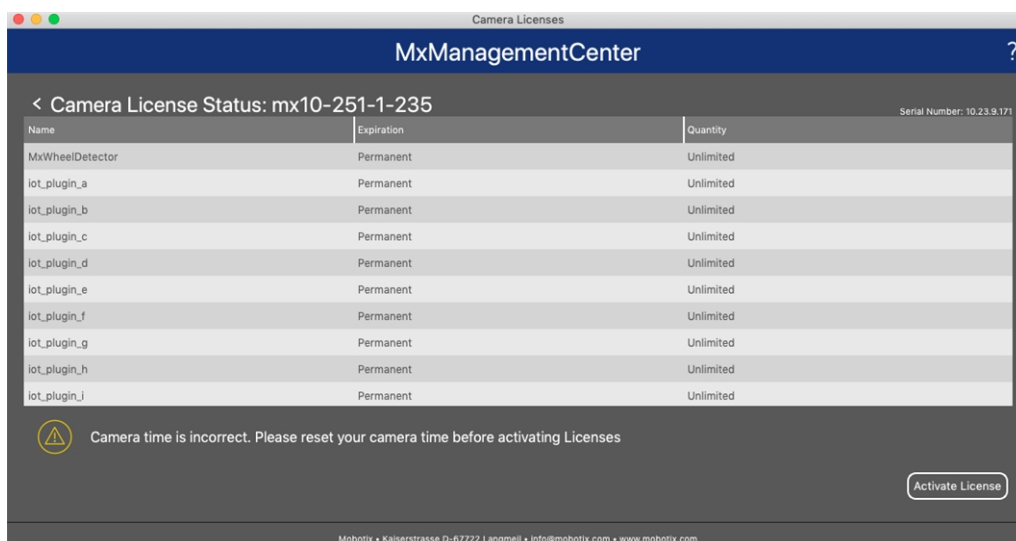 Camera Licenses
MxManagementCenter ?
< Camera License Status: mx10-251-1-235
Serial Number: 10.23.9.171
Name Expiration Quantity
MxWheelDetector Permanent Unlimited
iot_plugin_a Permanent Unlimited
iot_plugin_b Permanent Unlimited
iot_plugin_c Permanent Unlimited
iot_plugin_d Permanent Unlimited
iot_plugin_e Permanent Unlimited
iot_plugin_f Permanent Unlimited
iot_plugin_g Permanent Unlimited
iot_plugin_h Permanent Unlimited
iot_plugin_i Permanent Unlimited
Camera time is incorrect. Please reset your camera time before activating Licenses
Activate License
Mobotix • Kaiserstrasse D-67722 Langmeil • info@mobotix.com • www.mobotix.com